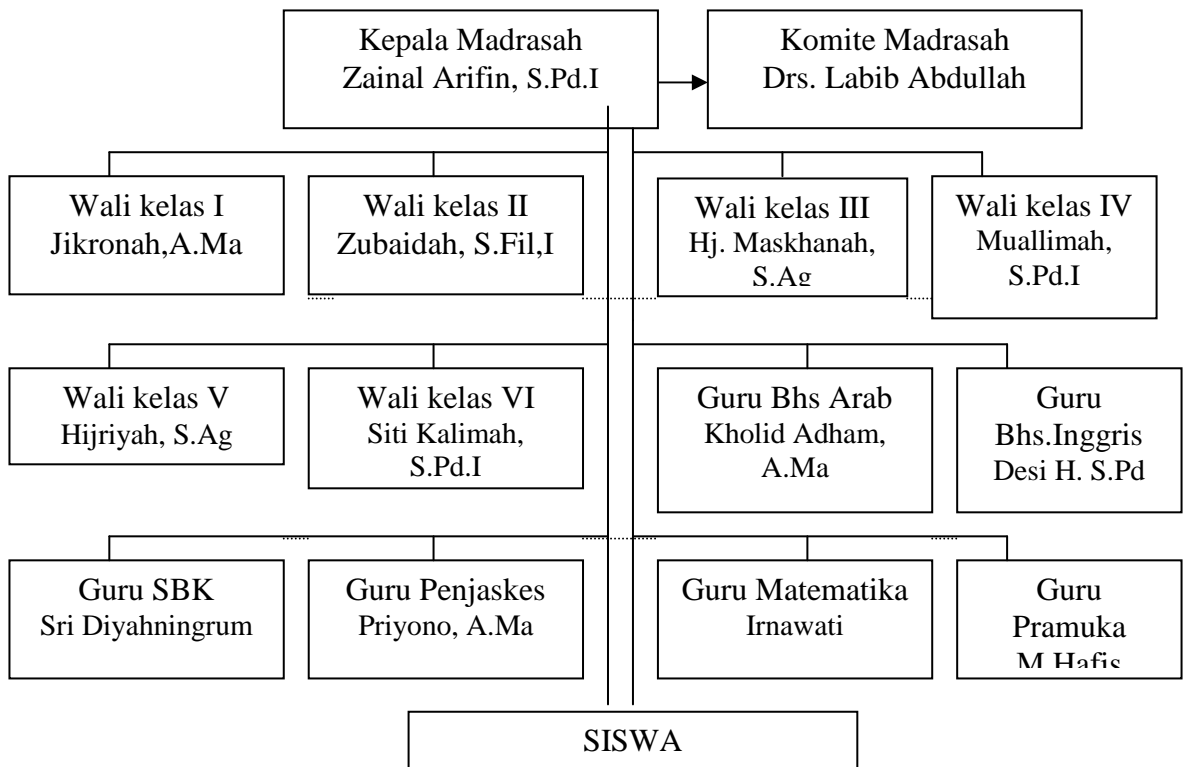 Kepala Madrasah
Zainal Arifin, S.Pd.I
Komite Madrasah
Drs. Labib Abdullah
Wali kelas I
Jikronah,A.Ma
Wali kelas II
Zubaidah, S.Fil,I
Wali kelas III
Hj. Maskhanah,
S.Ag
Wali kelas IV
Muallimah,
S.Pd.I
Wali kelas V
Hijriyah, S.Ag
Wali kelas VI
Siti Kalimah,
S.Pd.I
Guru Bhs Arab
Kholid Adham,
A.Ma
Guru
Bhs.Inggris
Desi H. S.Pd
Guru SBK
Sri Diyahningrum
Guru Penjaskes
Priyono, A.Ma
Guru Matematika
Irnawati
Guru
Pramuka
M.Hafis
SISWA